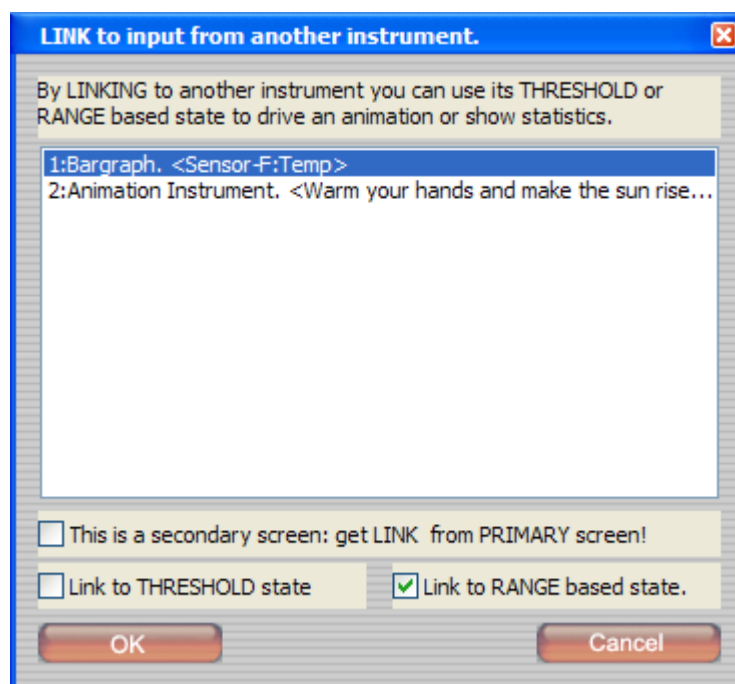 LINK to input from another instrument.
By LINKING to another instrument you can use its THRESHOLD or
RANGE based state to drive an animation or show statistics.
1:Bargraph. <Sensor-F:Temp>
2:Animation Instrument. <Warm your hands and make the sun rise...
This is a secondary screen: get LINK from PRIMARY screen!
Link to THRESHOLD state
Link to RANGE based state.
OK
Cancel